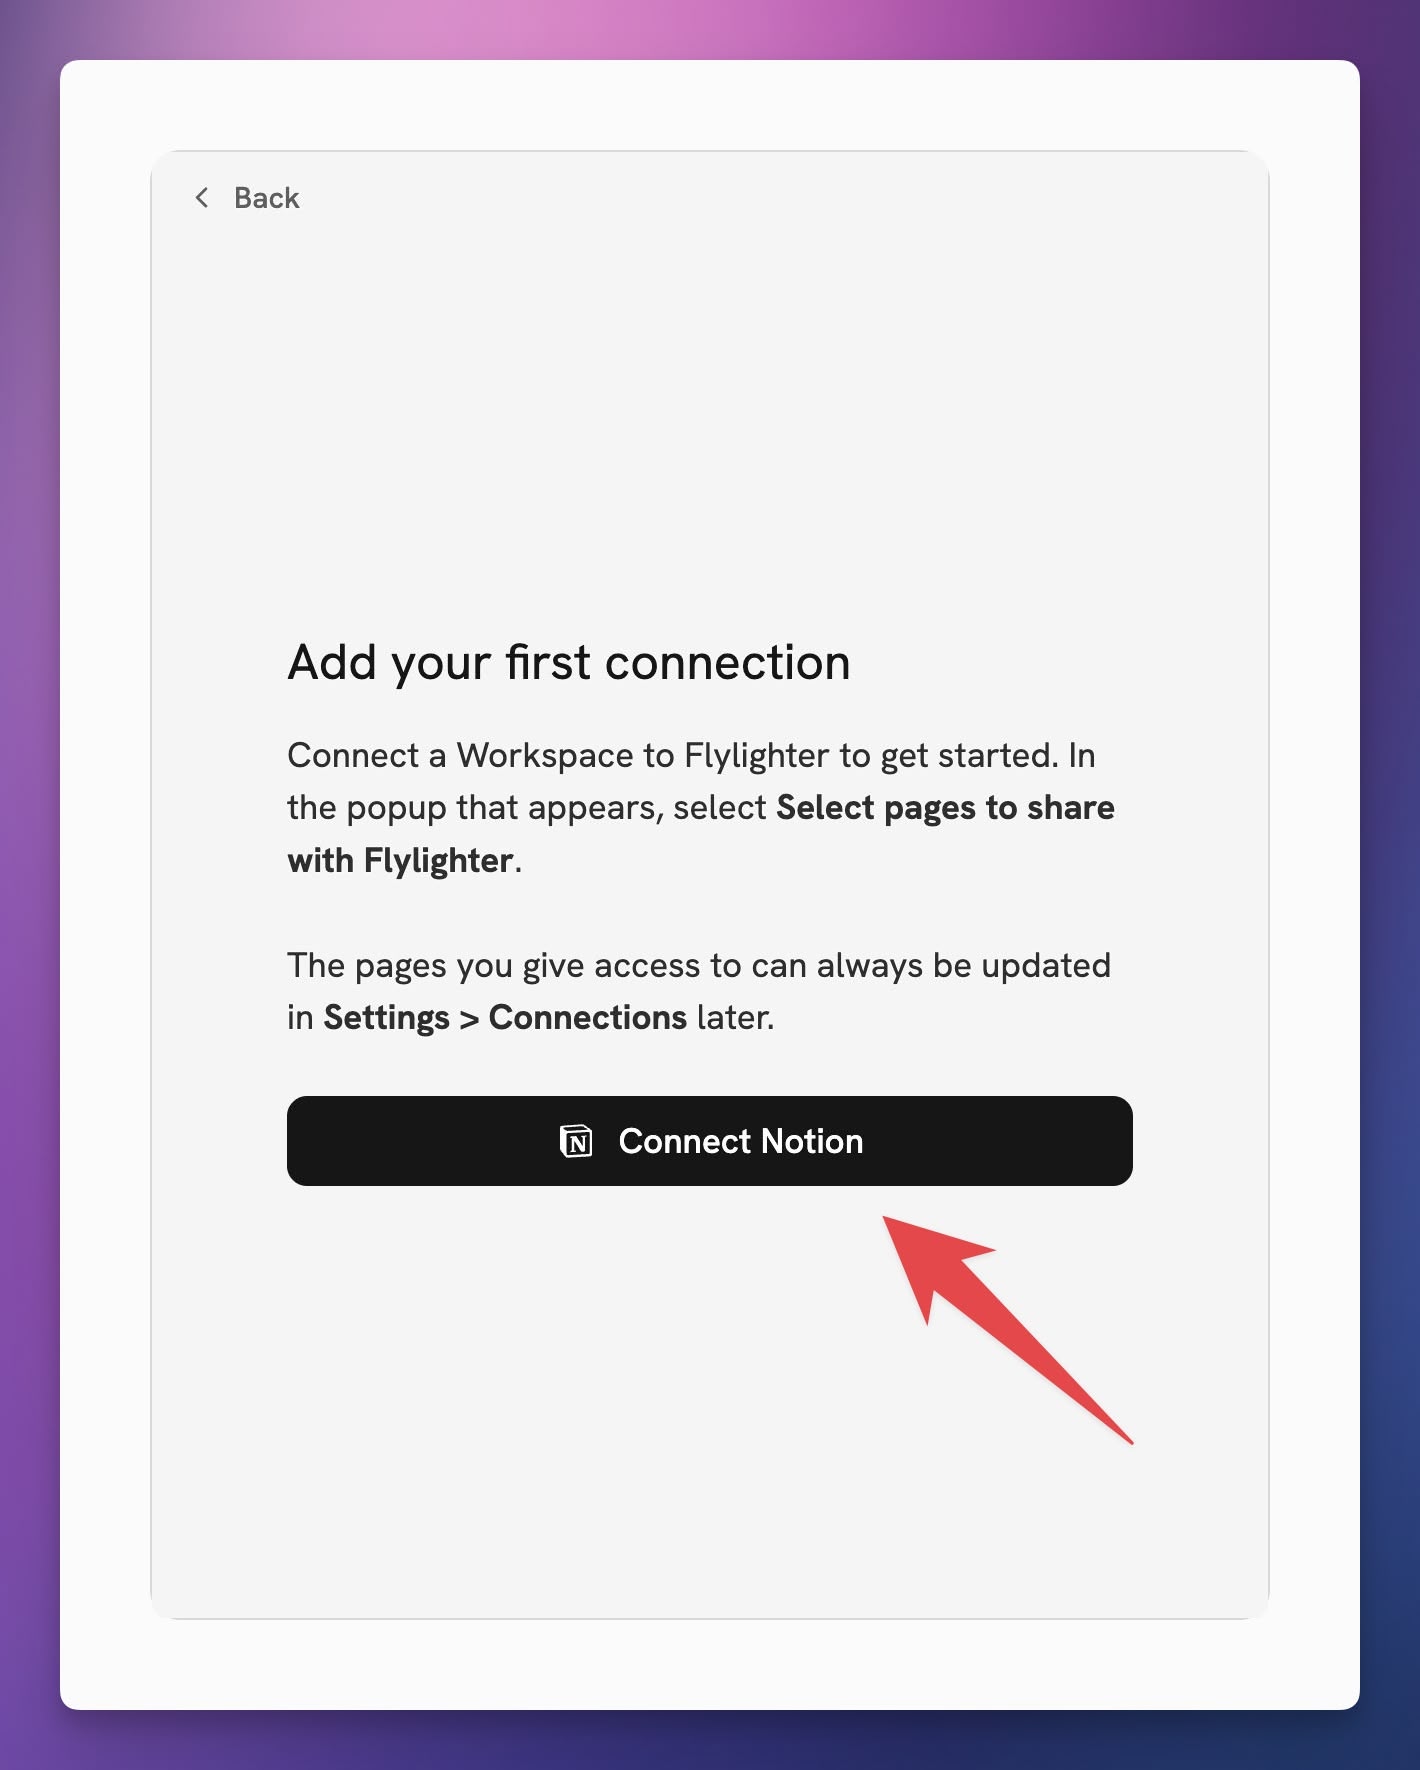 Back
Add your first connection
Connect a Workspace to Flylighter to get started. In
the popup that appears, select Select pages to share
with Flylighter.
The pages you give access to can always be updated
in Settings > Connections later.
N Connect Notion